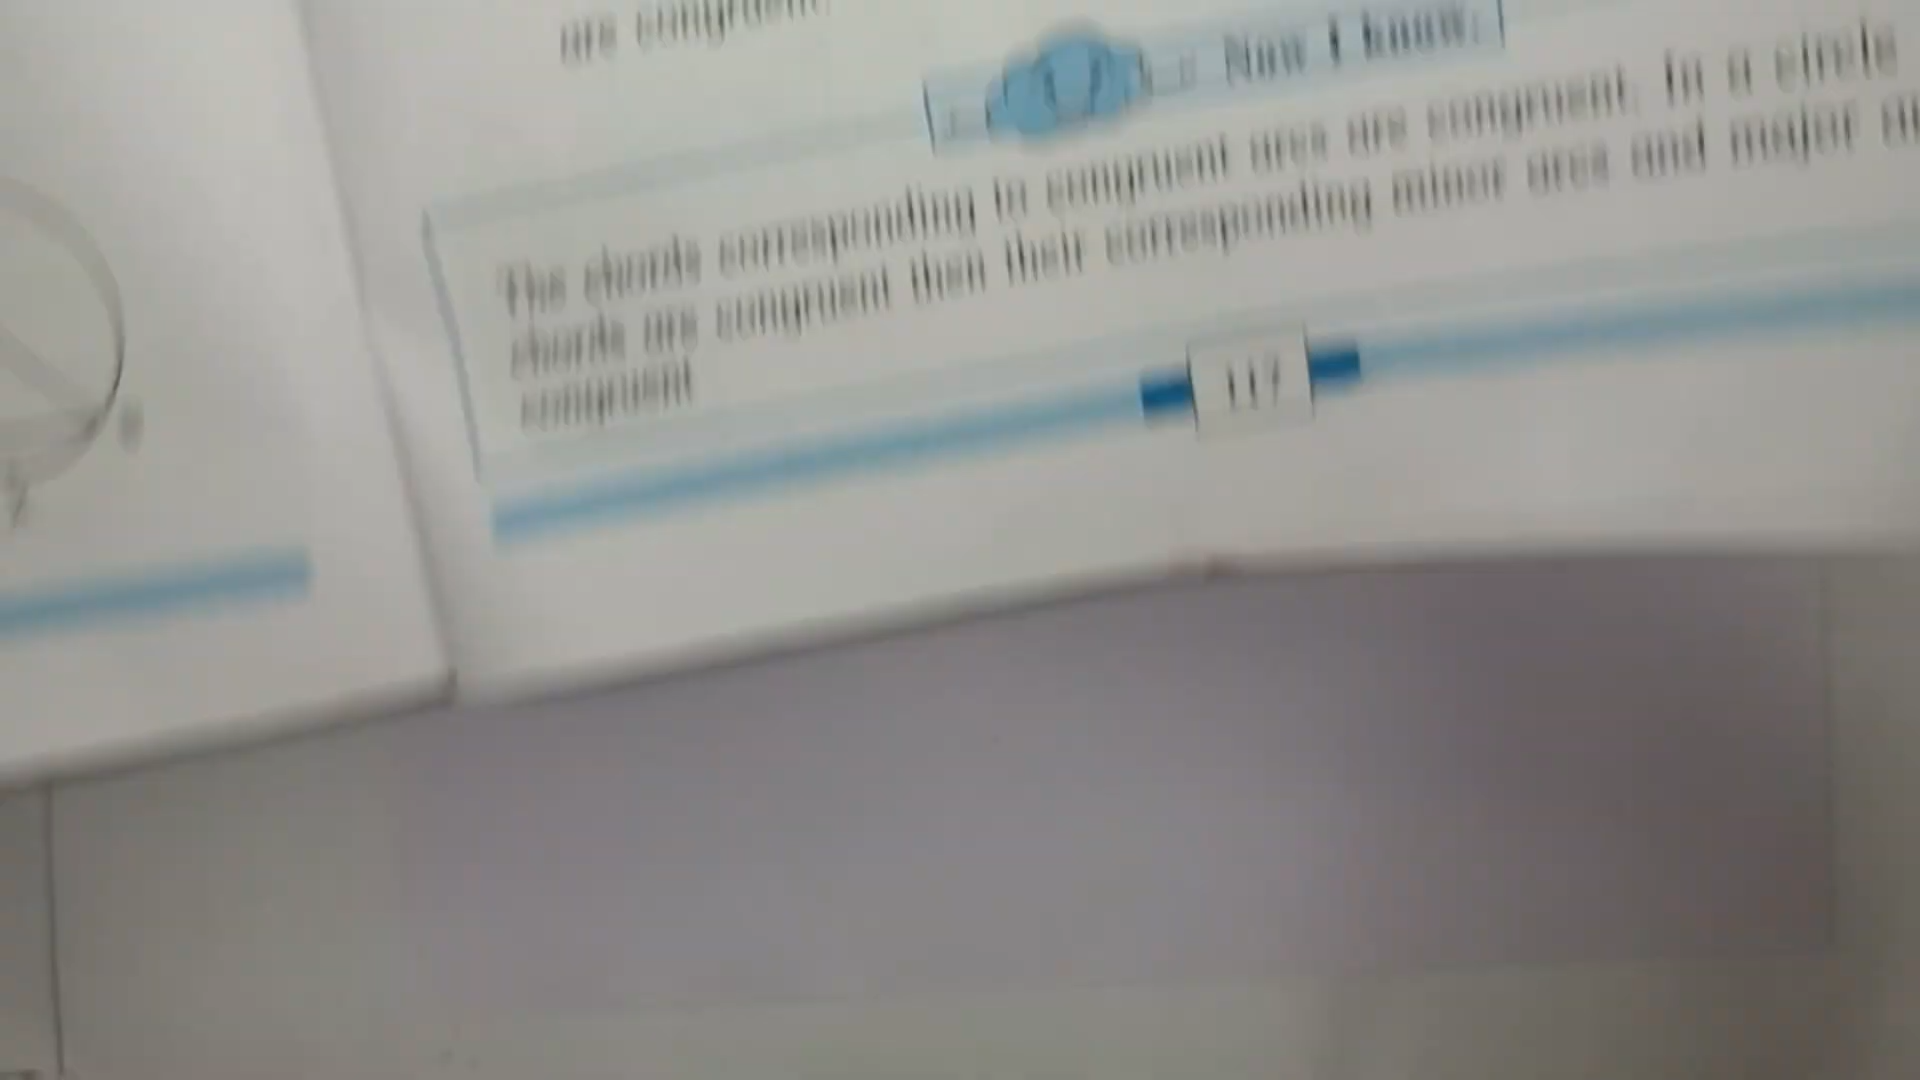 are congruent.
Now I know.
The chords corresponding to congruent arcs are congruent. In a circle
chords are congruent then their corresponding minor arcs and major
congruent
117